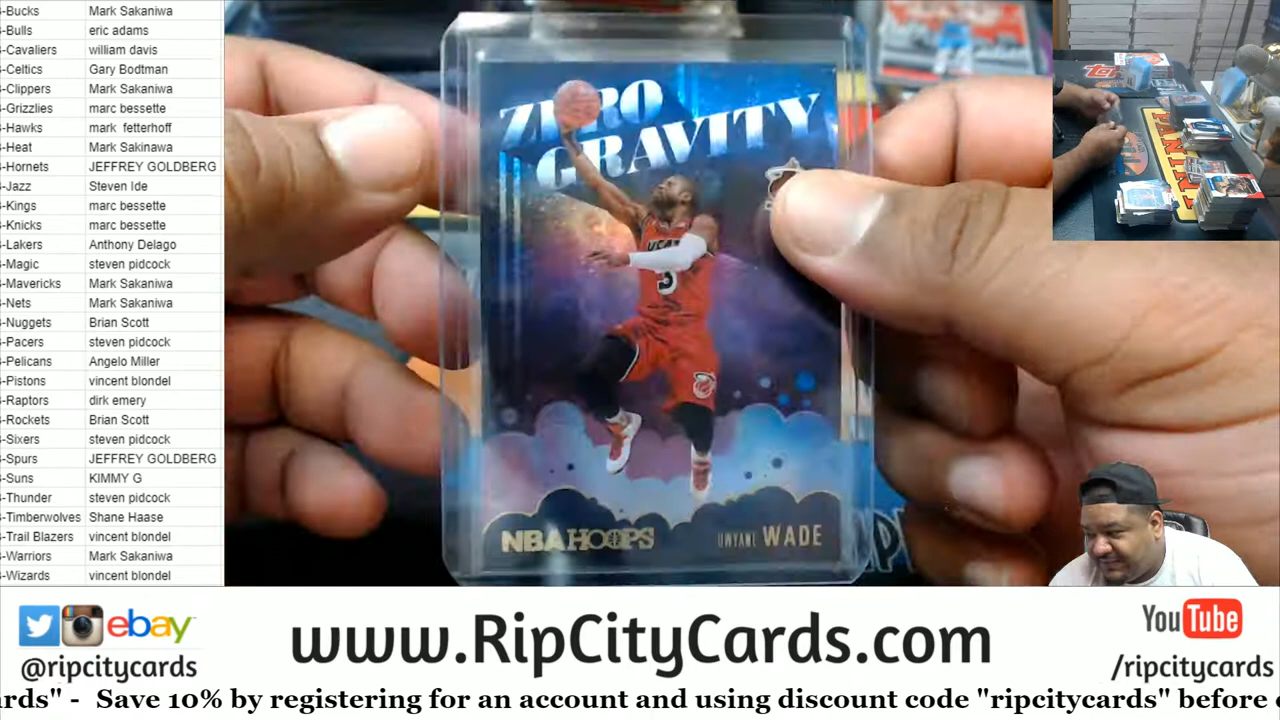 -Bucks Mark Sakaniwa
-Bulls eric adams
-Cavaliers william davis
-Celtics Gary Bodtman
-Clippers Mark Sakaniwa
-Grizzlies marc bessette
-Hawks mark fetterhoff
-Heat Mark Sakinawa
-Hornets JEFFREY GOLDBERG
-Jazz Steven Ide
-Kings marc bessette
-Knicks marc bessette
-Lakers Anthony Delago
-Magic steven pidcock
-Mavericks Mark Sakaniwa
-Nets Mark Sakaniwa
-Nuggets Brian Scott
-Pacers steven pidcock
-Pelicans Angelo Miller
-Pistons vincent blondel
-Raptors dirk emery
-Rockets Brian Scott
-Sixers steven pidcock
-Spurs JEFFREY GOLDBERG
-Suns KIMMY G
-Thunder steven pidcock
-Timberwolves Shane Haase
-Trail Blazers vincent blondel
-Warriors Mark Sakaniwa
-Wizards vincent blondel
ZERO
GRAVITY
3
NBA HOOPS
DWYANE WADE
PANINI
ebay
@ripcitycards
www.RipCityCards.com
YouTube
/ripcitycards
rds" - Save 10% by registering for an account and using discount code "ripcitycards" before